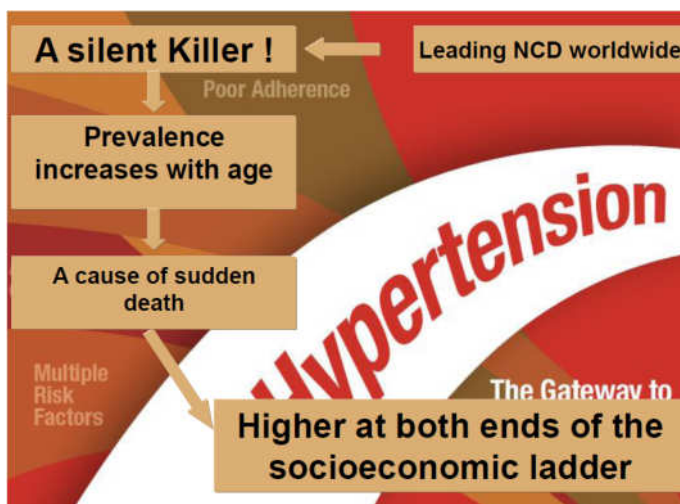 A silent Killer !
Leading NCD worldwide
Poor Adherence
Prevalence
increases with age
A cause of sudden
death
Hypertension
Multiple
Risk
Factors
The Gateway to
Higher at both ends of the
socioeconomic ladder